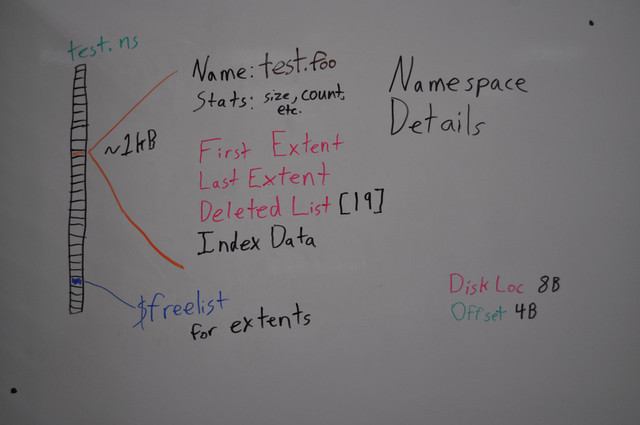 test.ns
Name: test.foo
Stats: size, count,
etc.
~1kB
First Extent
Last Extent
Deleted List [19]
Index Data
$freelist
for extents
Namespace
Details
Disk Loc 8B
Offset 4B